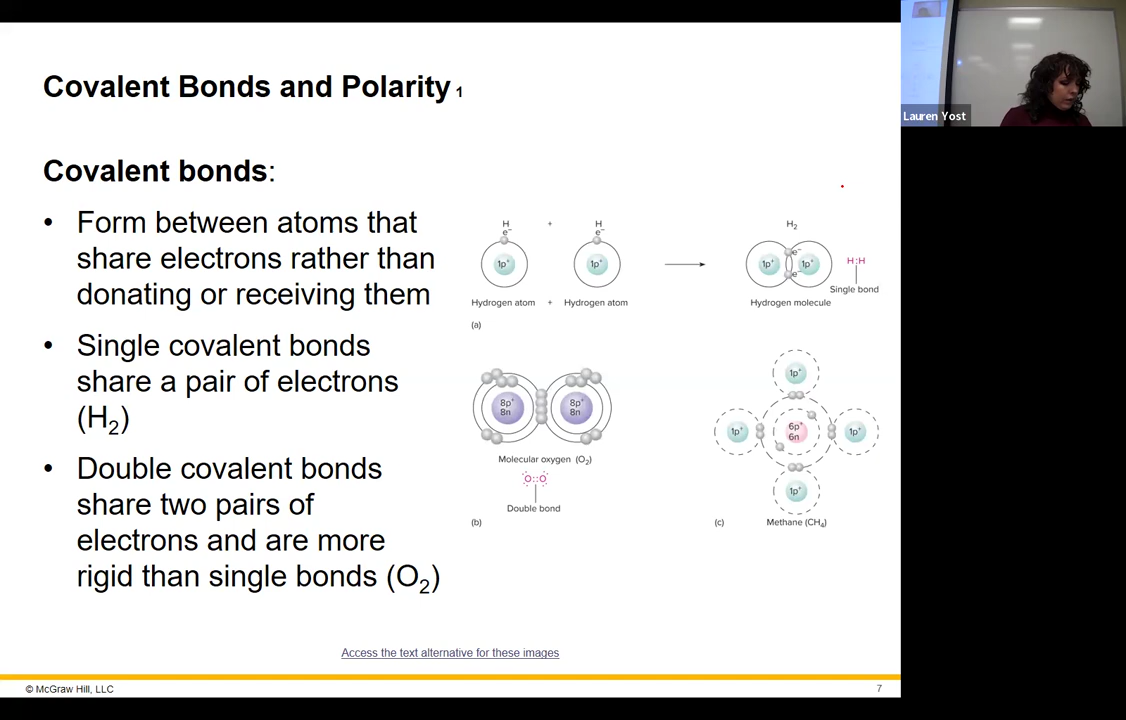 Covalent Bonds and Polarity 1
Lauren Yost
Covalent bonds:
• Form between atoms that
share electrons rather than
donating or receiving them
• Single covalent bonds
share a pair of electrons
(H₂)
• Double covalent bonds
share two pairs of
electrons and are more
rigid than single bonds (O₂)
H + H
e⁻ e⁻
1p⁺ 1p⁺
Hydrogen atom + Hydrogen atom
H₂
e⁻
1p⁺ 1p⁺
e⁻
Hydrogen molecule
H:H
Single bond
(a)
8p⁺ 8p⁺
8n 8n
Molecular oxygen (O₂)
O::O
Double bond
(b)
1p⁺
1p⁺
6p⁺
6n
1p⁺
1p⁺
(c)
Methane (CH₄)
Access the text alternative for these images
© McGraw Hill, LLC
7